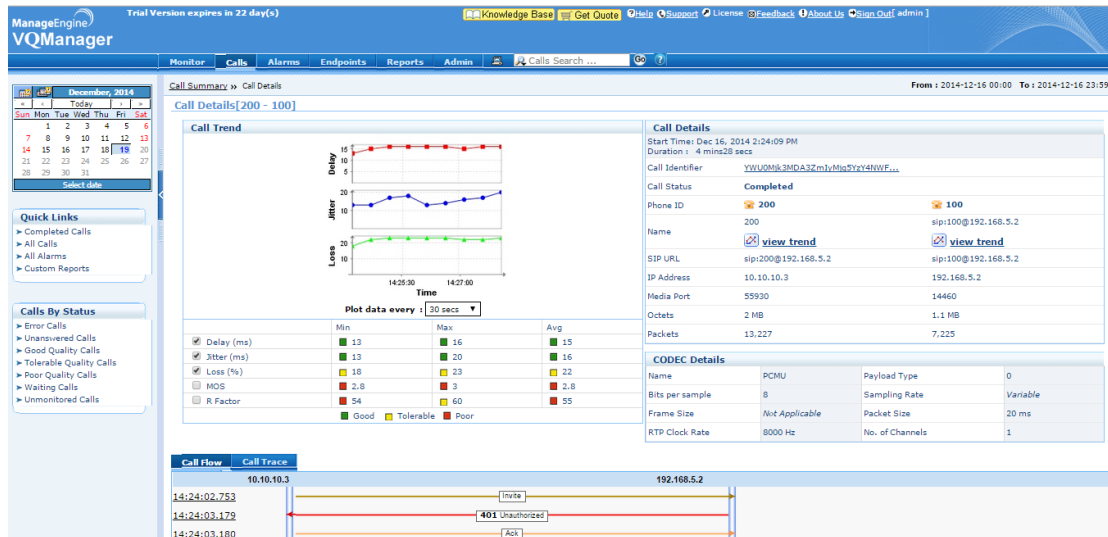 Trial Version expires in 22 day(s)
Knowledge Base Get Quote Help Support License Feedback About Us Sign Out[ admin ]
ManageEngine
VQManager
Monitor Calls Alarms Endpoints Reports Admin Calls Search ... Go ?
Call Summary » Call Details
From : 2014-12-16 00:00 To : 2014-12-16 23:59
December, 2014
« ‹ Today › »
Sun Mon Tue Wed Thu Fri Sat
1 2 3 4 5 6
7 8 9 10 11 12 13
14 15 16 17 18 19 20
21 22 23 24 25 26 27
28 29 30 31
Select date
Quick Links
Completed Calls
All Calls
All Alarms
Custom Reports
Calls By Status
Error Calls
Unanswered Calls
Good Quality Calls
Tolerable Quality Calls
Poor Quality Calls
Waiting Calls
Unmonitored Calls
Call Details[200 - 100]
Call Trend
Delay
15
10
5
Jitter
20
10
Loss
20
10
14:25:30 14:27:00
Time
Plot data every : 30 secs
Min Max Avg
Delay (ms) 13 16 15
Jitter (ms) 13 20 16
Loss (%) 18 23 22
MOS 2.8 3 2.8
R Factor 54 60 55
Good Tolerable Poor
Call Details
Start Time: Dec 16, 2014 2:24:09 PM
Duration : 4 mins28 secs
Call Identifier
Call Status Completed
Phone ID 200 100
Name 200 sip:100@192.168.5.2
view trend view trend
SIP URL sip:200@192.168.5.2 sip:100@192.168.5.2
IP Address 10.10.10.3 192.168.5.2
Media Port 55930 14460
Octets 2 MB 1.1 MB
Packets 13,227 7,225
CODEC Details
Name PCMU Payload Type 0
Bits per sample 8 Sampling Rate Variable
Frame Size Not Applicable Packet Size 20 ms
RTP Clock Rate 8000 Hz No. of Channels 1
Call Flow Call Trace
10.10.10.3 192.168.5.2
14:24:02.753 Invite
14:24:03.179 401 Unauthorized
14:24:03.180 Ack